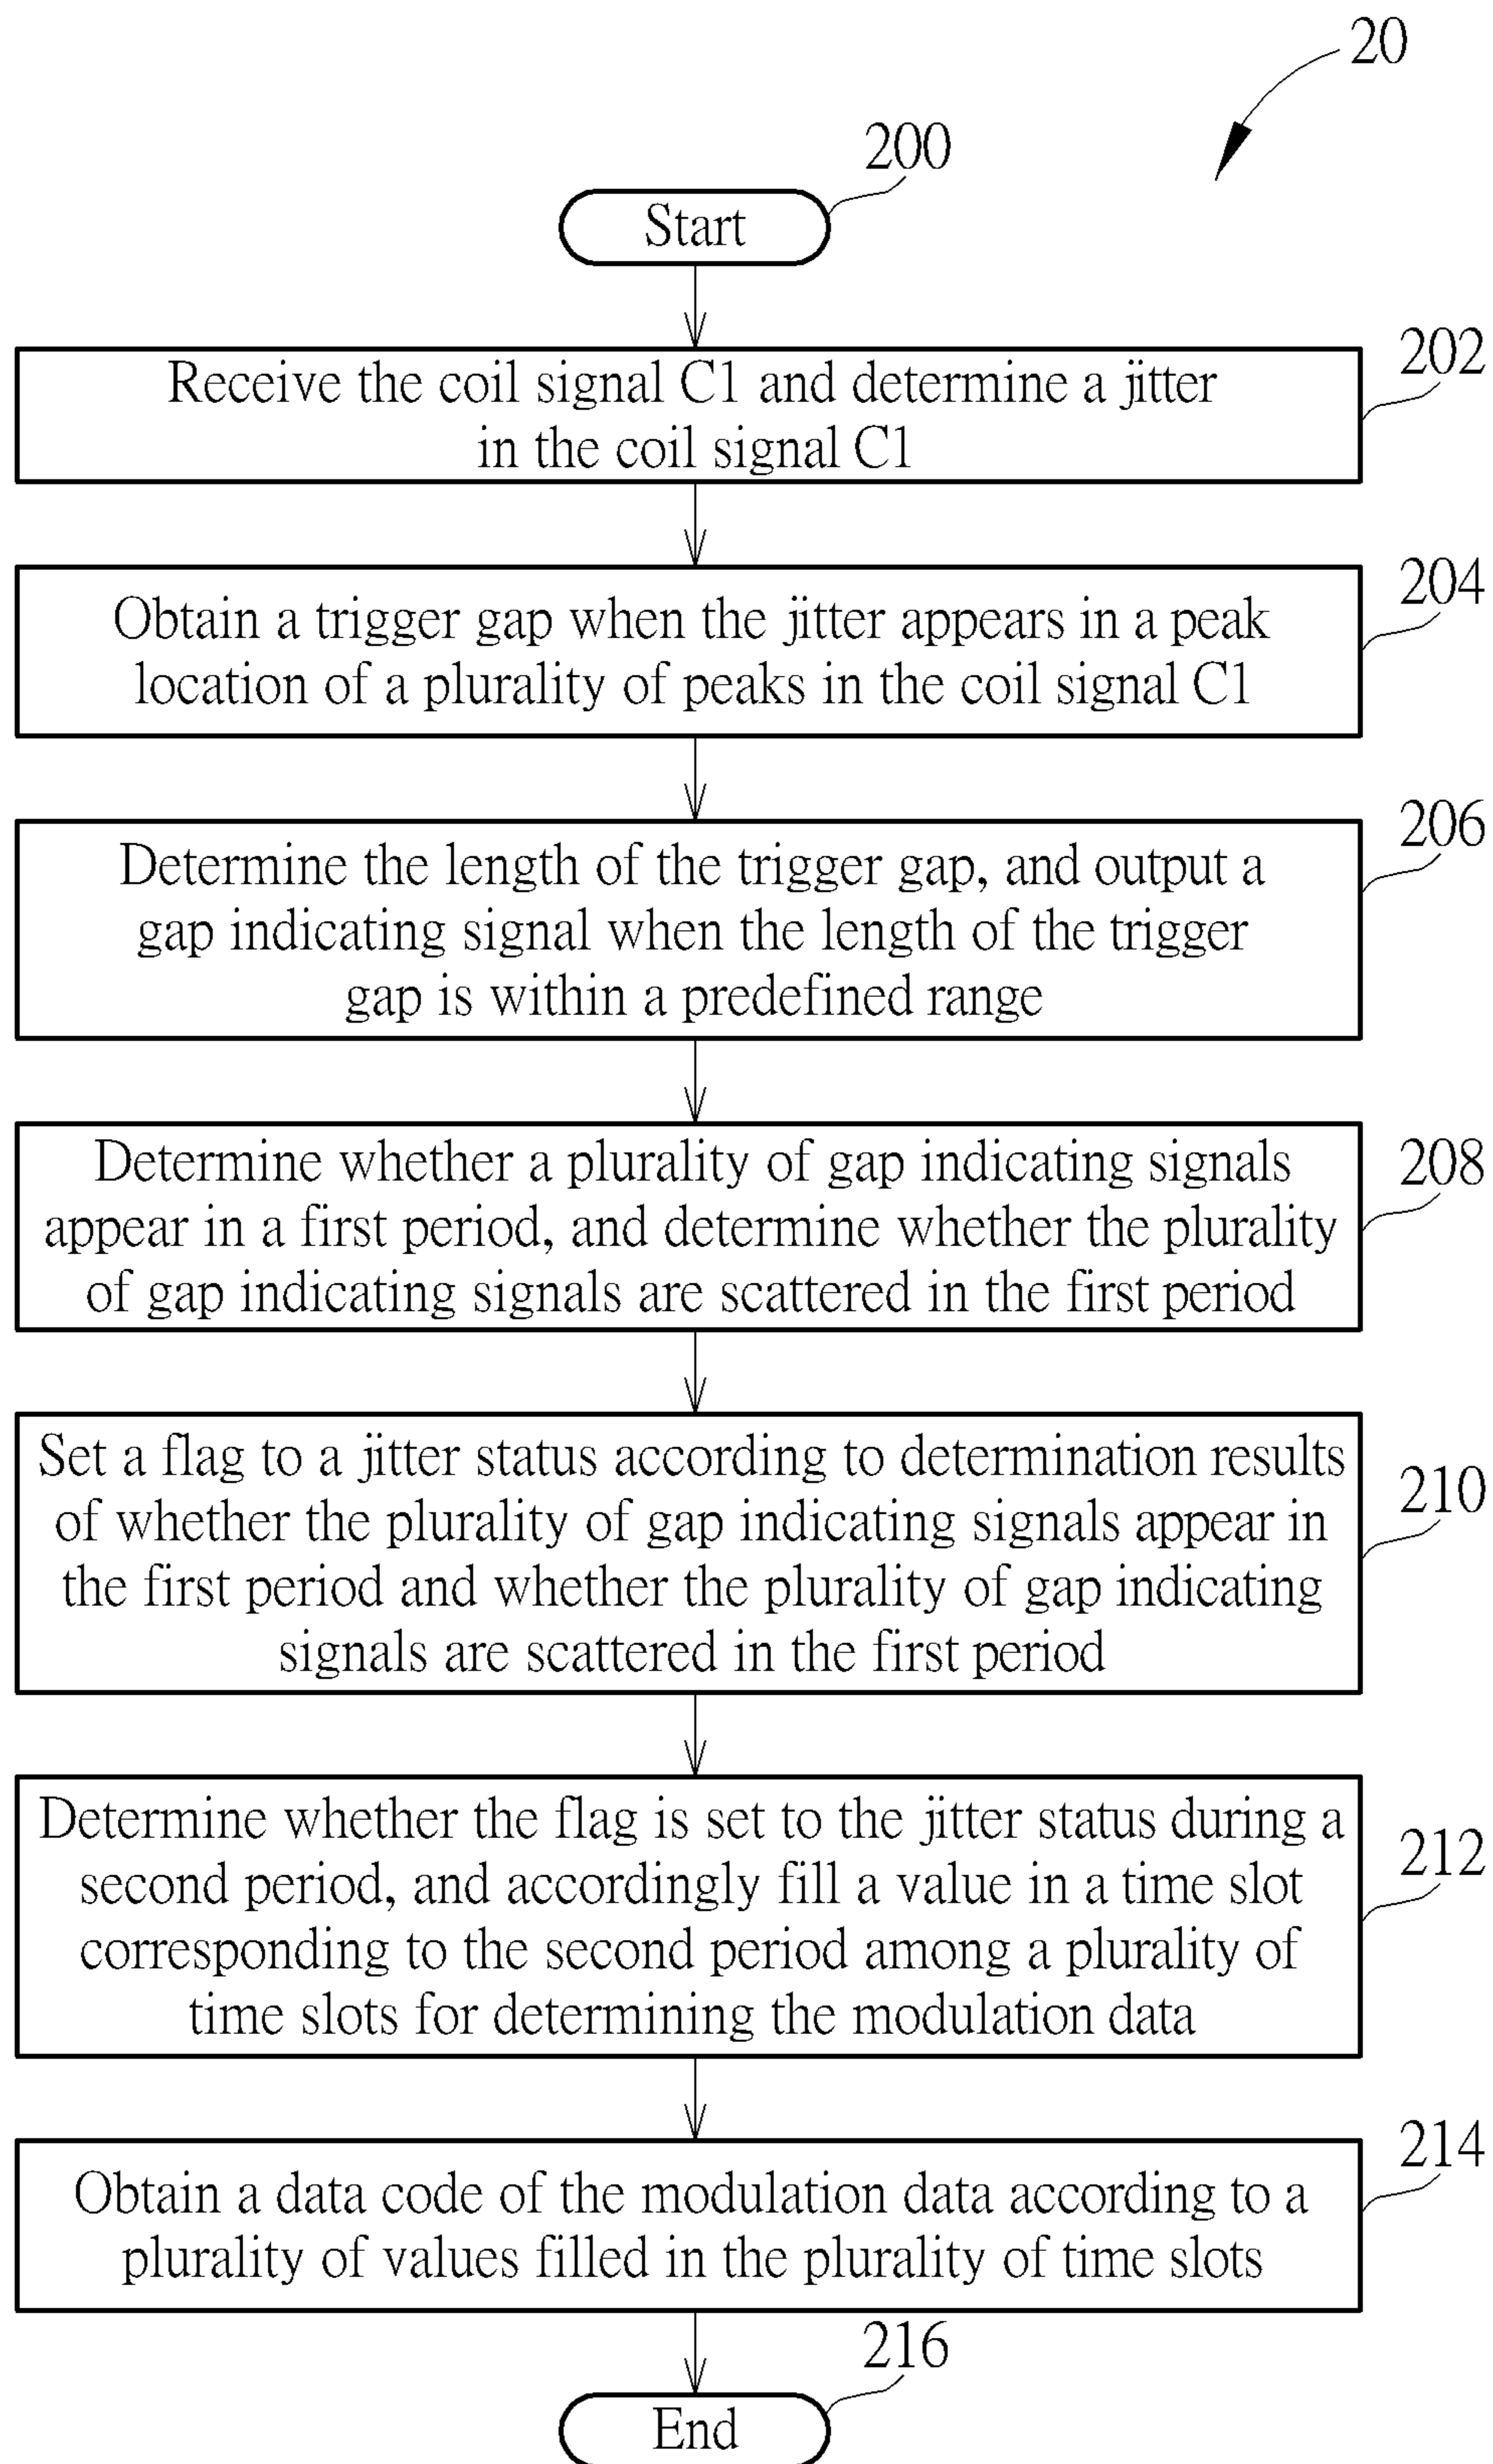 20
200
Start
202
Receive the coil signal C1 and determine a jitter
in the coil signal C1
204
Obtain a trigger gap when the jitter appears in a peak
location of a plurality of peaks in the coil signal C1
206
Determine the length of the trigger gap, and output a
gap indicating signal when the length of the trigger
gap is within a predefined range
208
Determine whether a plurality of gap indicating signals
appear in a first period, and determine whether the plurality
of gap indicating signals are scattered in the first period
210
Set a flag to a jitter status according to determination results
of whether the plurality of gap indicating signals appear in
the first period and whether the plurality of gap indicating
signals are scattered in the first period
212
Determine whether the flag is set to the jitter status during a
second period, and accordingly fill a value in a time slot
corresponding to the second period among a plurality of
time slots for determining the modulation data
214
Obtain a data code of the modulation data according to a
plurality of values filled in the plurality of time slots
216
End